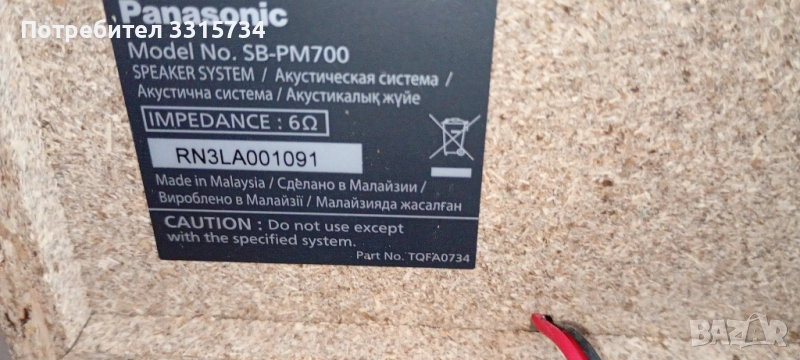 Потребител 3315734
Panasonic
Model No. SB-PM700
SPEAKER SYSTEM / Акустическая система /
Акустична система / Акустикалық жүйе
IMPEDANCE : 6Ω
RN3LA001091
Made in Malaysia / Сделано в Малайзии /
Вироблено в Малайзії / Малайзияда жасалған
CAUTION : Do not use except
with the specified system.
Part No. TQFA0734
BAZAR